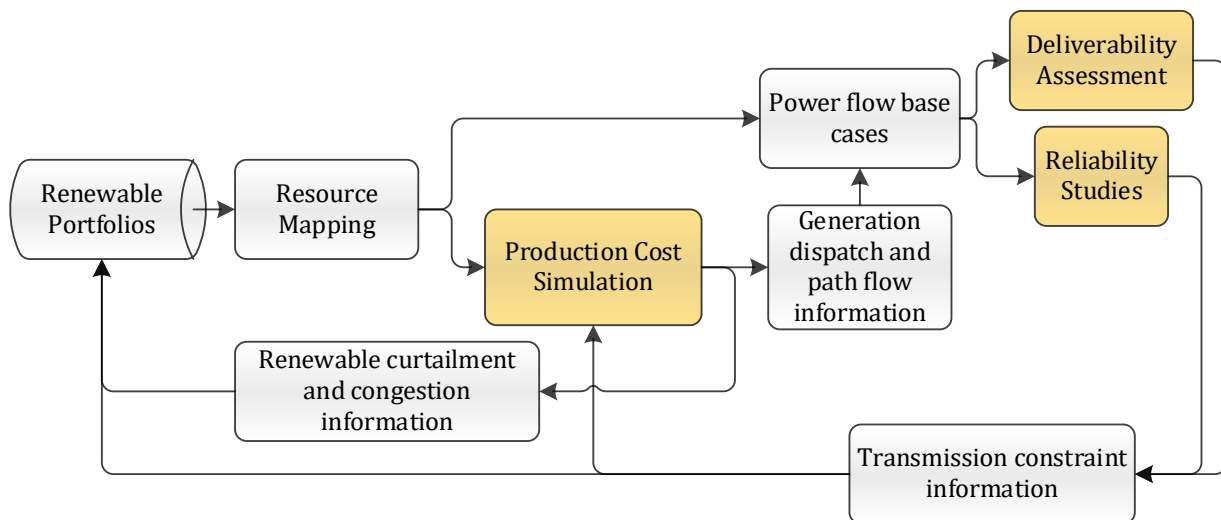 Deliverability
Assessment
Power flow base
cases
Reliability
Studies
Renewable
Portfolios
Resource
Mapping
Production Cost
Simulation
Generation
dispatch and
path flow
information
Renewable curtailment
and congestion
information
Transmission constraint
information